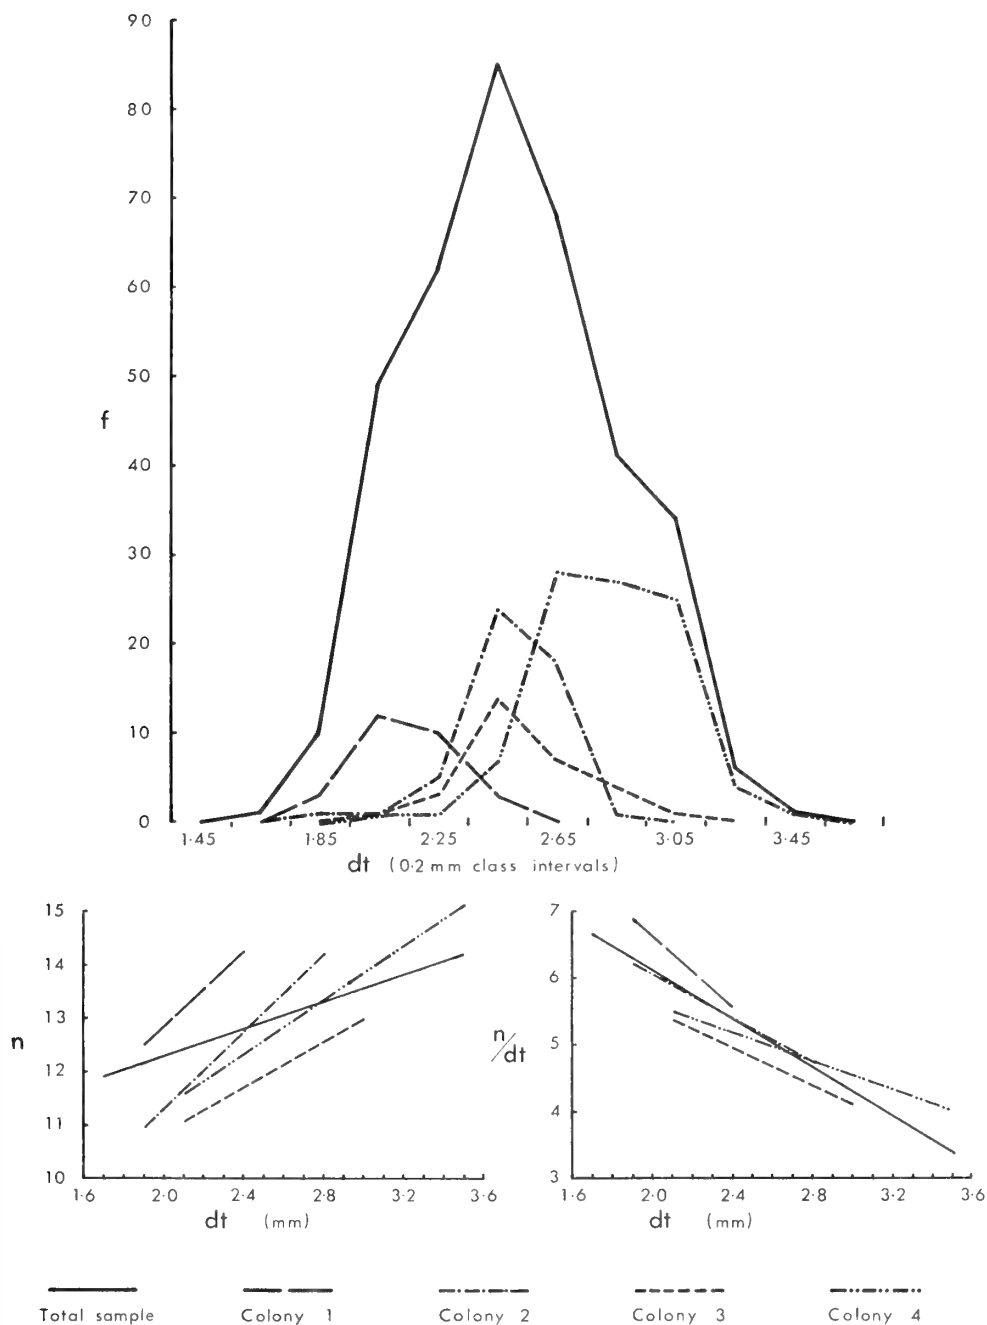 90
80
70
60
50
f
40
30
20
10
0
1·45 1·85 2·25 2·65 3·05 3·45
dt (0·2 mm class intervals)
15
14
13
n
12
11
10
1·6 2·0 2·4 2·8 3·2 3·6
dt (mm)
7
6
n/dt
5
4
3
1·6 2·0 2·4 2·8 3·2 3·6
dt (mm)
Total sample Colony 1 Colony 2 Colony 3 Colony 4